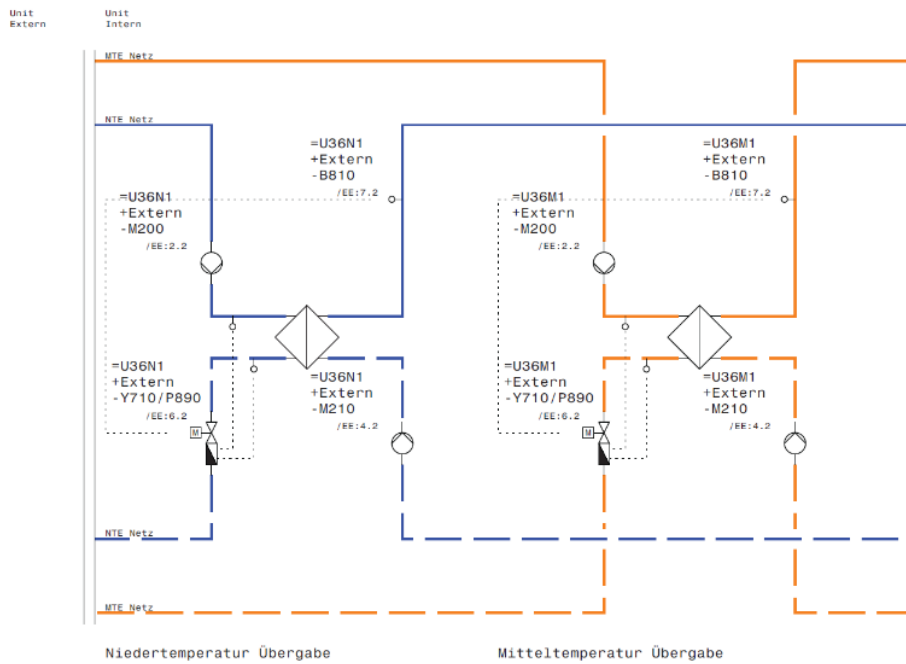 Unit
Extern
Unit
Intern
MTE Netz
NTE Netz
=U36N1
+Extern
-B810
/EE:7.2
=U36M1
+Extern
-B810
/EE:7.2
=U36N1
+Extern
-M200
/EE:2.2
=U36M1
+Extern
-M200
/EE:2.2
=U36N1
+Extern
-Y710/P890
/EE:6.2
=U36N1
+Extern
-M210
/EE:4.2
=U36M1
+Extern
-Y710/P890
/EE:6.2
=U36M1
+Extern
-M210
/EE:4.2
M
M
NTE Netz
MTE Netz
Niedertemperatur Übergabe
Mitteltemperatur Übergabe